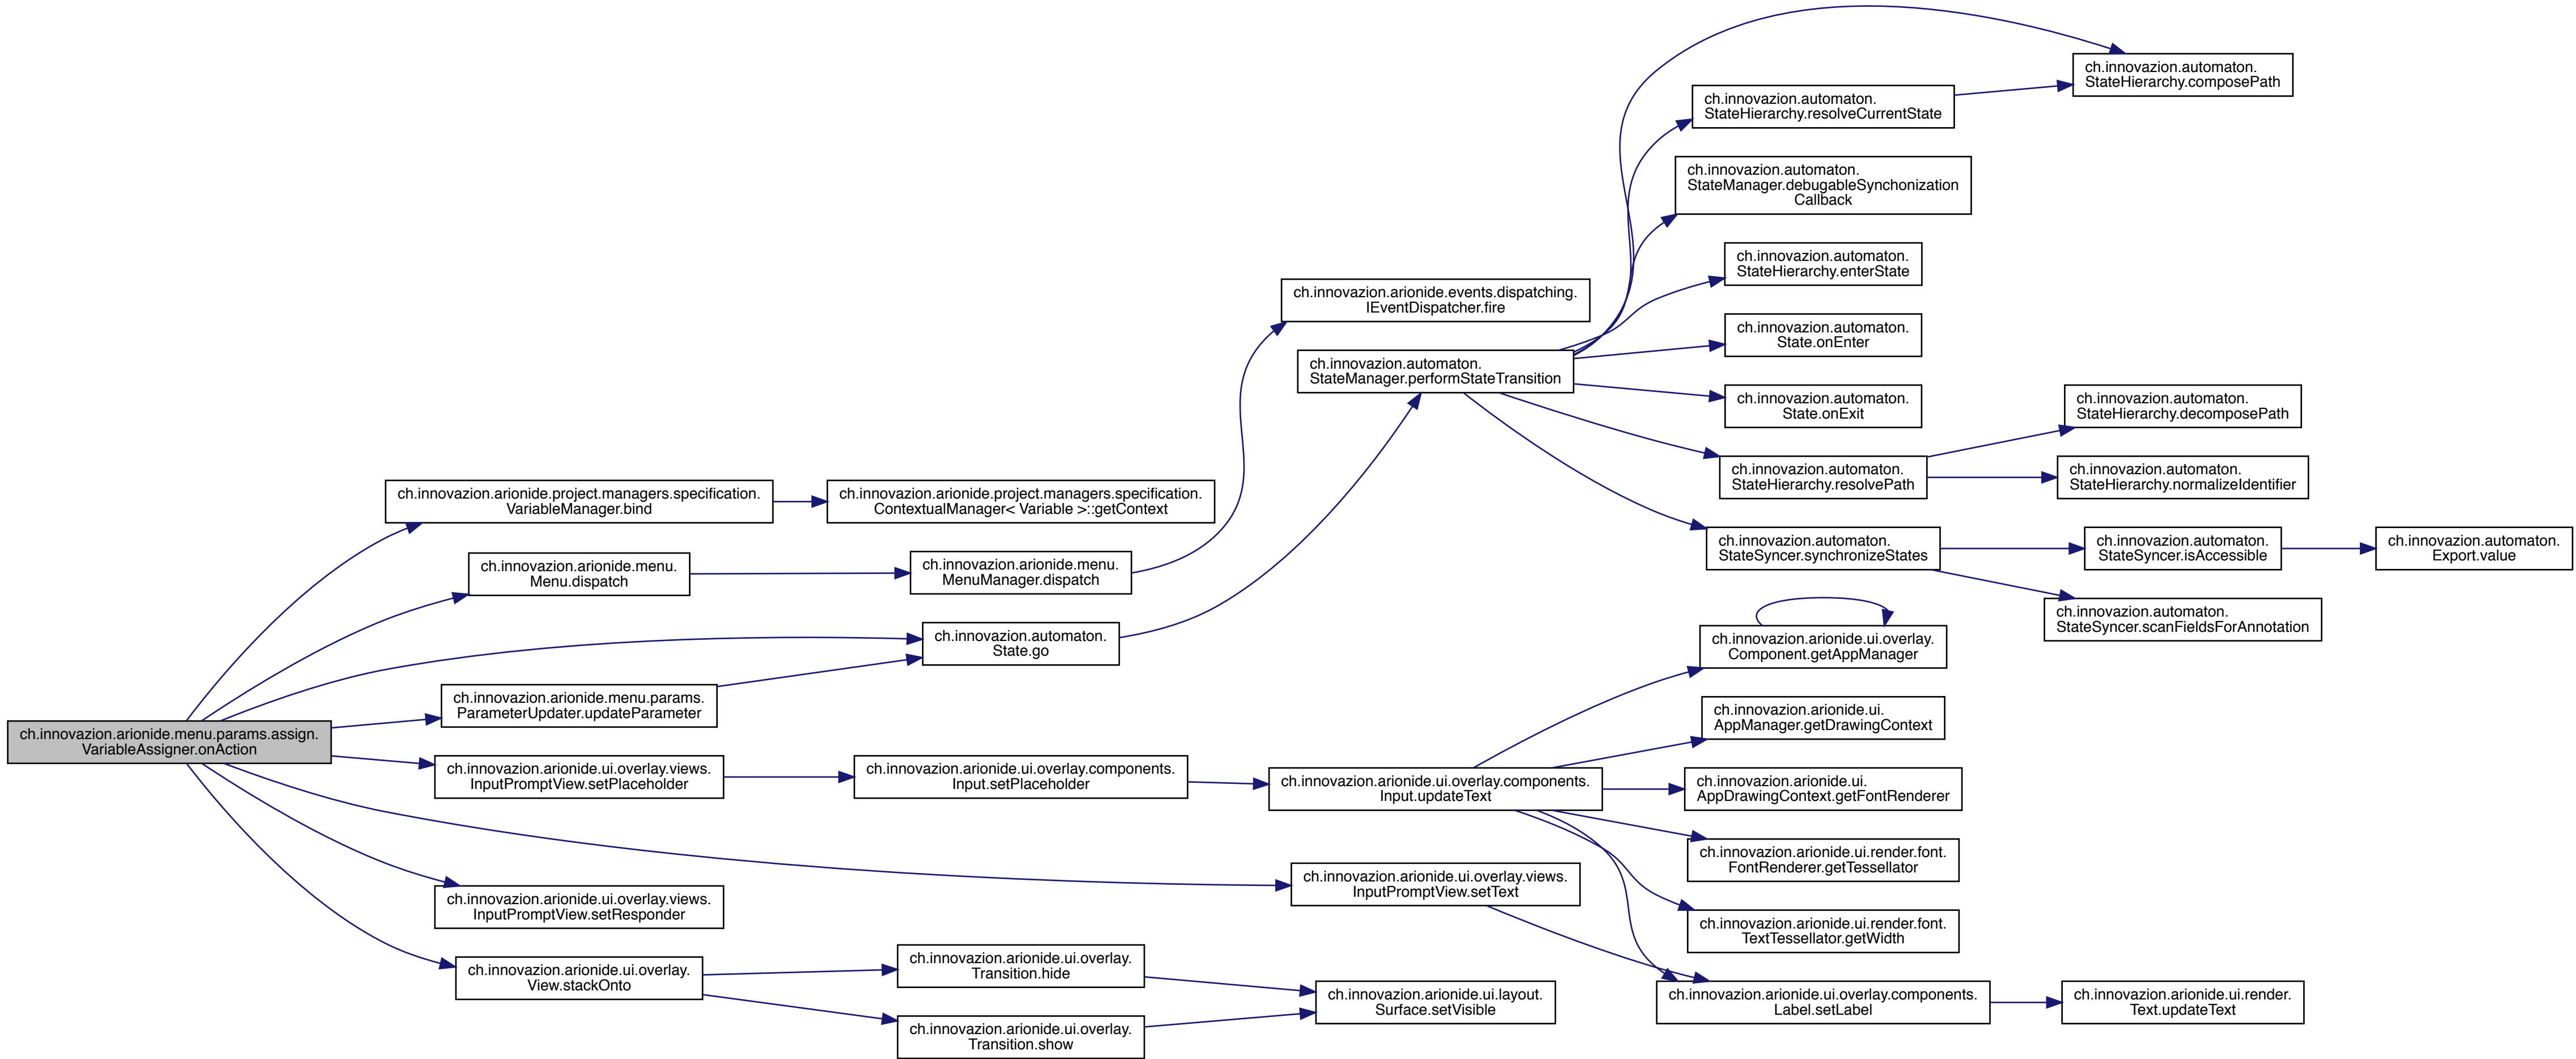 ch.innovazion.arionide.menu.params.assign.
VariableAssigner.onAction
ch.innovazion.arionide.project.managers.specification.
VariableManager.bind
ch.innovazion.arionide.project.managers.specification.
ContextualManager< Variable >::getContext
ch.innovazion.arionide.menu.
Menu.dispatch
ch.innovazion.arionide.menu.
MenuManager.dispatch
ch.innovazion.arionide.events.dispatching.
IEventDispatcher.fire
ch.innovazion.automaton.
State.go
ch.innovazion.automaton.
StateManager.performStateTransition
ch.innovazion.automaton.
StateHierarchy.composePath
ch.innovazion.automaton.
StateHierarchy.resolveCurrentState
ch.innovazion.automaton.
StateManager.debugableSynchonization
Callback
ch.innovazion.automaton.
StateHierarchy.enterState
ch.innovazion.automaton.
State.onEnter
ch.innovazion.automaton.
State.onExit
ch.innovazion.automaton.
StateHierarchy.resolvePath
ch.innovazion.automaton.
StateHierarchy.decomposePath
ch.innovazion.automaton.
StateHierarchy.normalizeIdentifier
ch.innovazion.automaton.
StateSyncer.synchronizeStates
ch.innovazion.automaton.
StateSyncer.isAccessible
ch.innovazion.automaton.
Export.value
ch.innovazion.automaton.
StateSyncer.scanFieldsForAnnotation
ch.innovazion.arionide.menu.params.
ParameterUpdater.updateParameter
ch.innovazion.arionide.ui.overlay.views.
InputPromptView.setPlaceholder
ch.innovazion.arionide.ui.overlay.components.
Input.setPlaceholder
ch.innovazion.arionide.ui.overlay.components.
Input.updateText
ch.innovazion.arionide.ui.overlay.
Component.getAppManager
ch.innovazion.arionide.ui.
AppManager.getDrawingContext
ch.innovazion.arionide.ui.
AppDrawingContext.getFontRenderer
ch.innovazion.arionide.ui.render.font.
FontRenderer.getTessellator
ch.innovazion.arionide.ui.render.font.
TextTessellator.getWidth
ch.innovazion.arionide.ui.overlay.components.
Label.setLabel
ch.innovazion.arionide.ui.render.
Text.updateText
ch.innovazion.arionide.ui.overlay.views.
InputPromptView.setText
ch.innovazion.arionide.ui.overlay.views.
InputPromptView.setResponder
ch.innovazion.arionide.ui.overlay.
View.stackOnto
ch.innovazion.arionide.ui.overlay.
Transition.hide
ch.innovazion.arionide.ui.overlay.
Transition.show
ch.innovazion.arionide.ui.layout.
Surface.setVisible